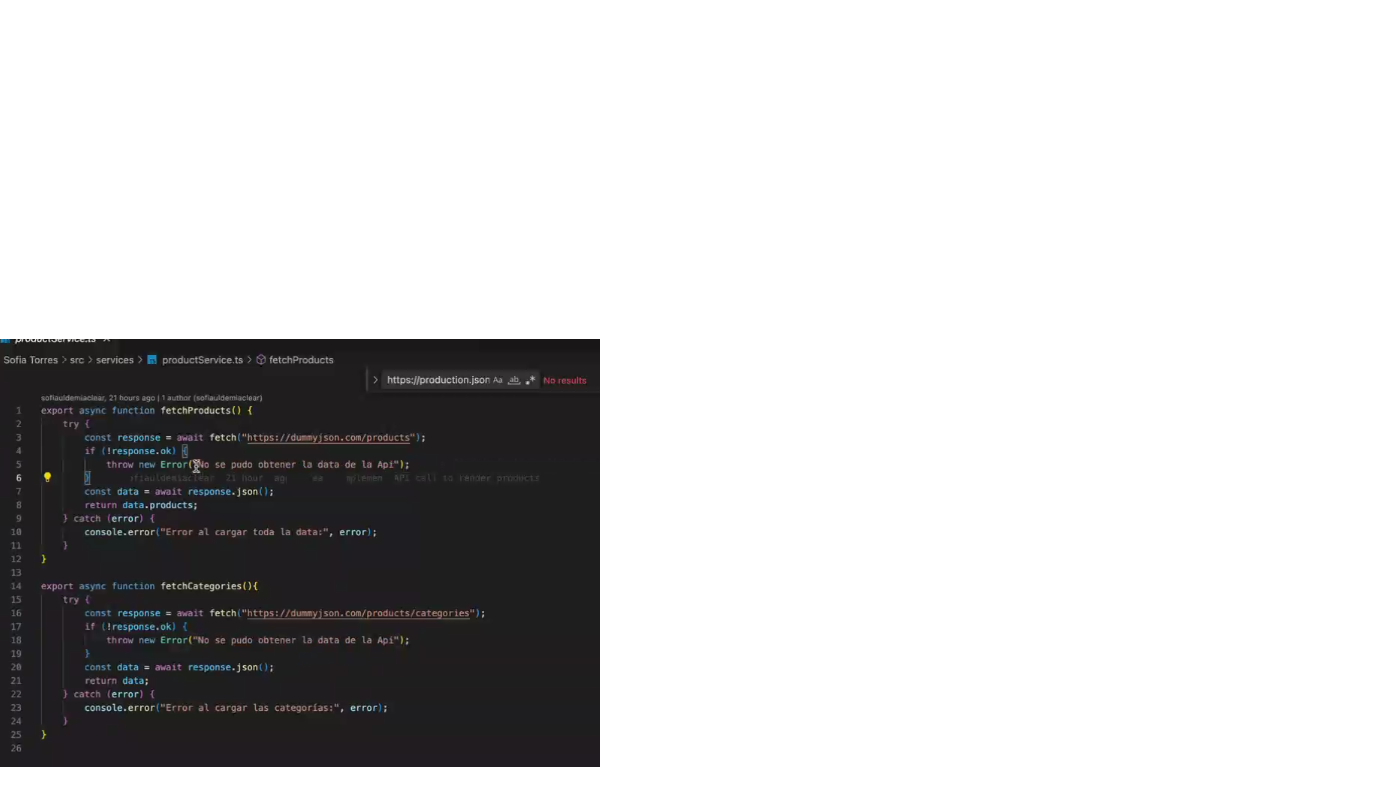 productService.ts ×
Sofia Torres > src > services > productService.ts > fetchProducts
https://production.json Aa ab .* No results
sofiauldemiaclear, 21 hours ago | 1 author (sofiauldemiaclear)
1 export async function fetchProducts() {
2 try {
3 const response = await fetch("https://dummyjson.com/products");
4 if (!response.ok) {
5 throw new Error("No se pudo obtener la data de la Api");
6 } API call to render products
7 const data = await response.json();
8 return data.products;
9 } catch (error) {
10 console.error("Error al cargar toda la data:", error);
11 }
12 }
13
14 export async function fetchCategories(){
15 try {
16 const response = await fetch("https://dummyjson.com/products/categories");
17 if (!response.ok) {
18 throw new Error("No se pudo obtener la data de la Api");
19 }
20 const data = await response.json();
21 return data;
22 } catch (error) {
23 console.error("Error al cargar las categorías:", error);
24 }
25 }
26